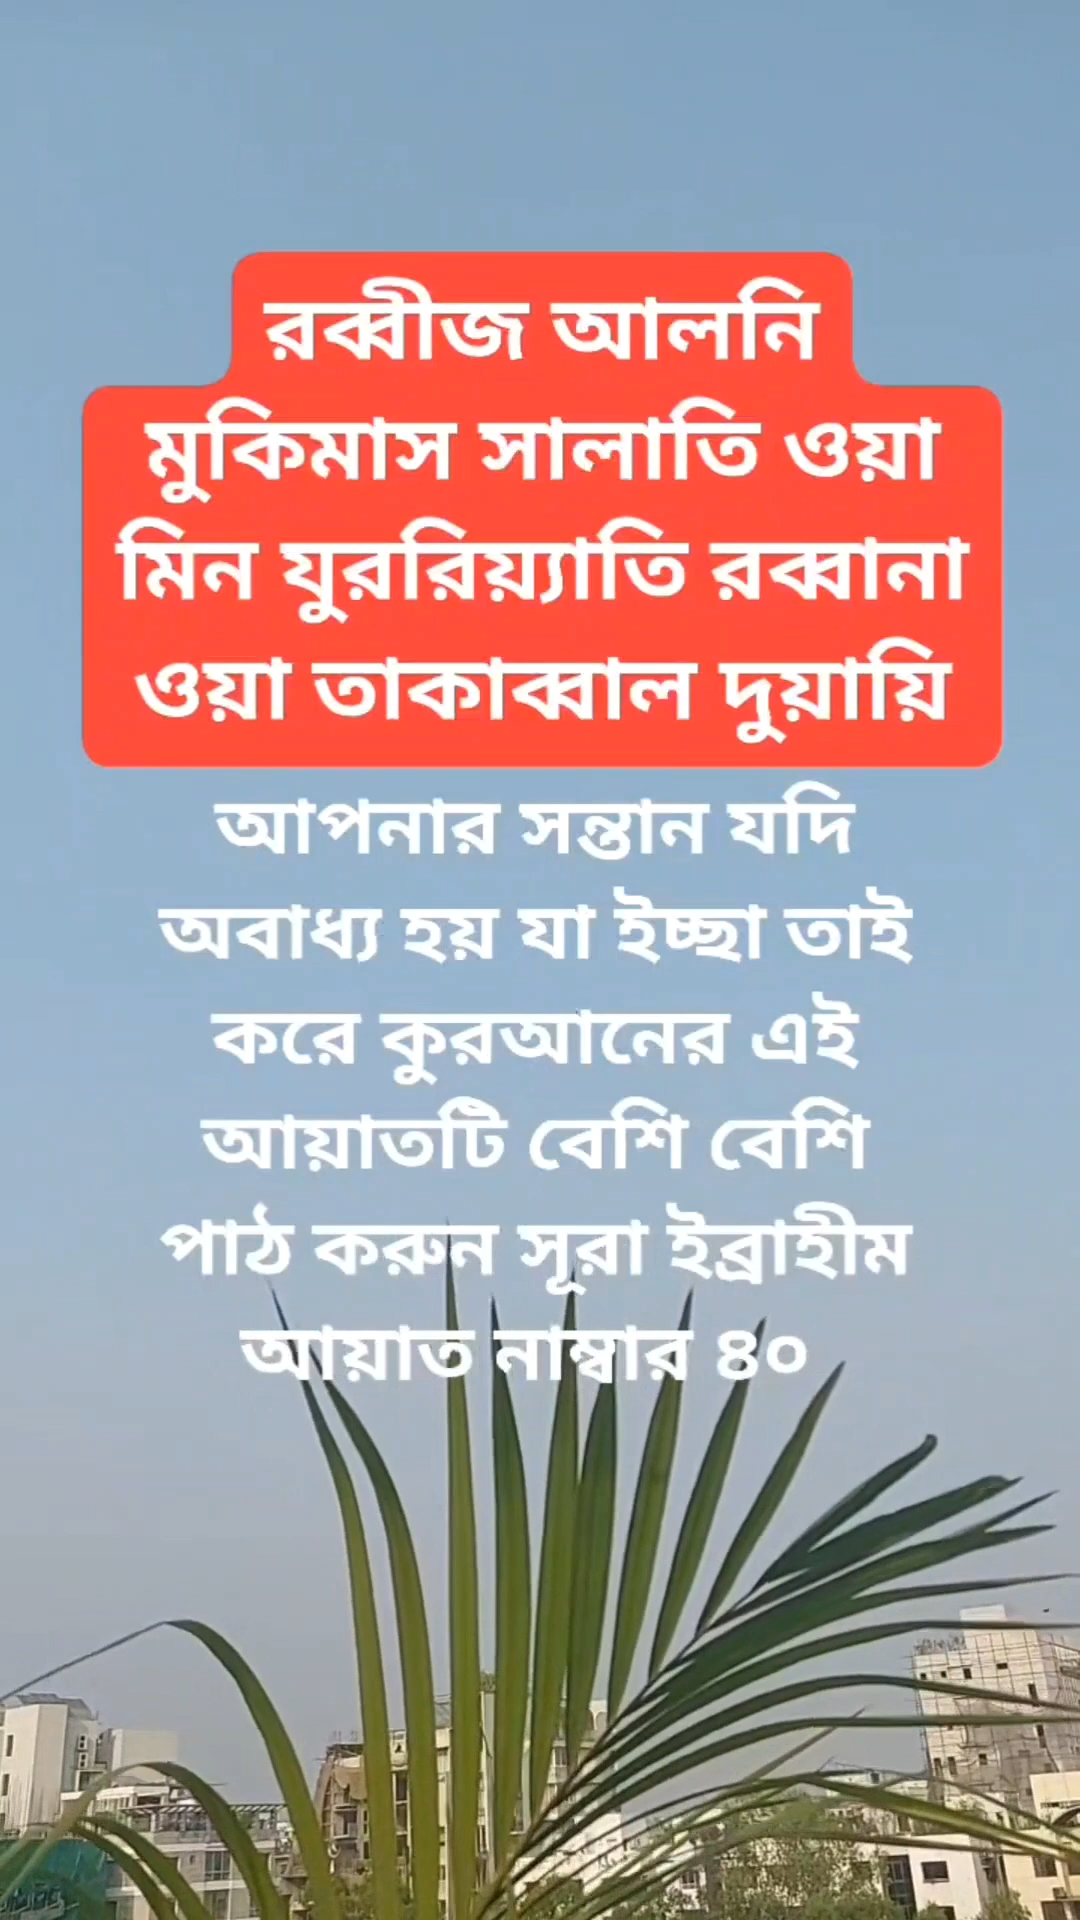 রব্বীজ আলনি
মুকিমাস সালাতি ওয়া
মিন যুররিয়্যাতি রব্বানা
ওয়া তাকাব্বাল দুয়ায়ি
আপনার সন্তান যদি
অবাধ্য হয় যা ইচ্ছা তাই
করে কুরআনের এই
আয়াতটি বেশি বেশি
পাঠ করুন সূরা ইব্রাহীম
আয়াত নাম্বার ৪০